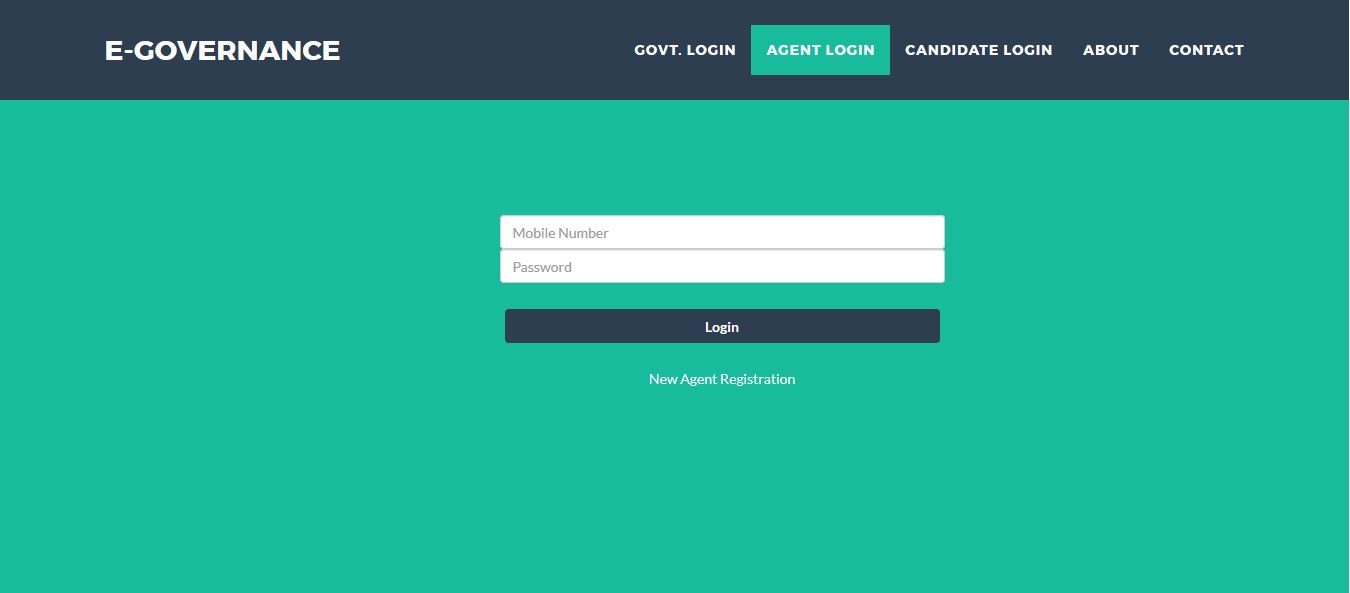 E-GOVERNANCE
GOVT. LOGIN AGENT LOGIN CANDIDATE LOGIN ABOUT CONTACT
Mobile Number
Password
Login
New Agent Registration